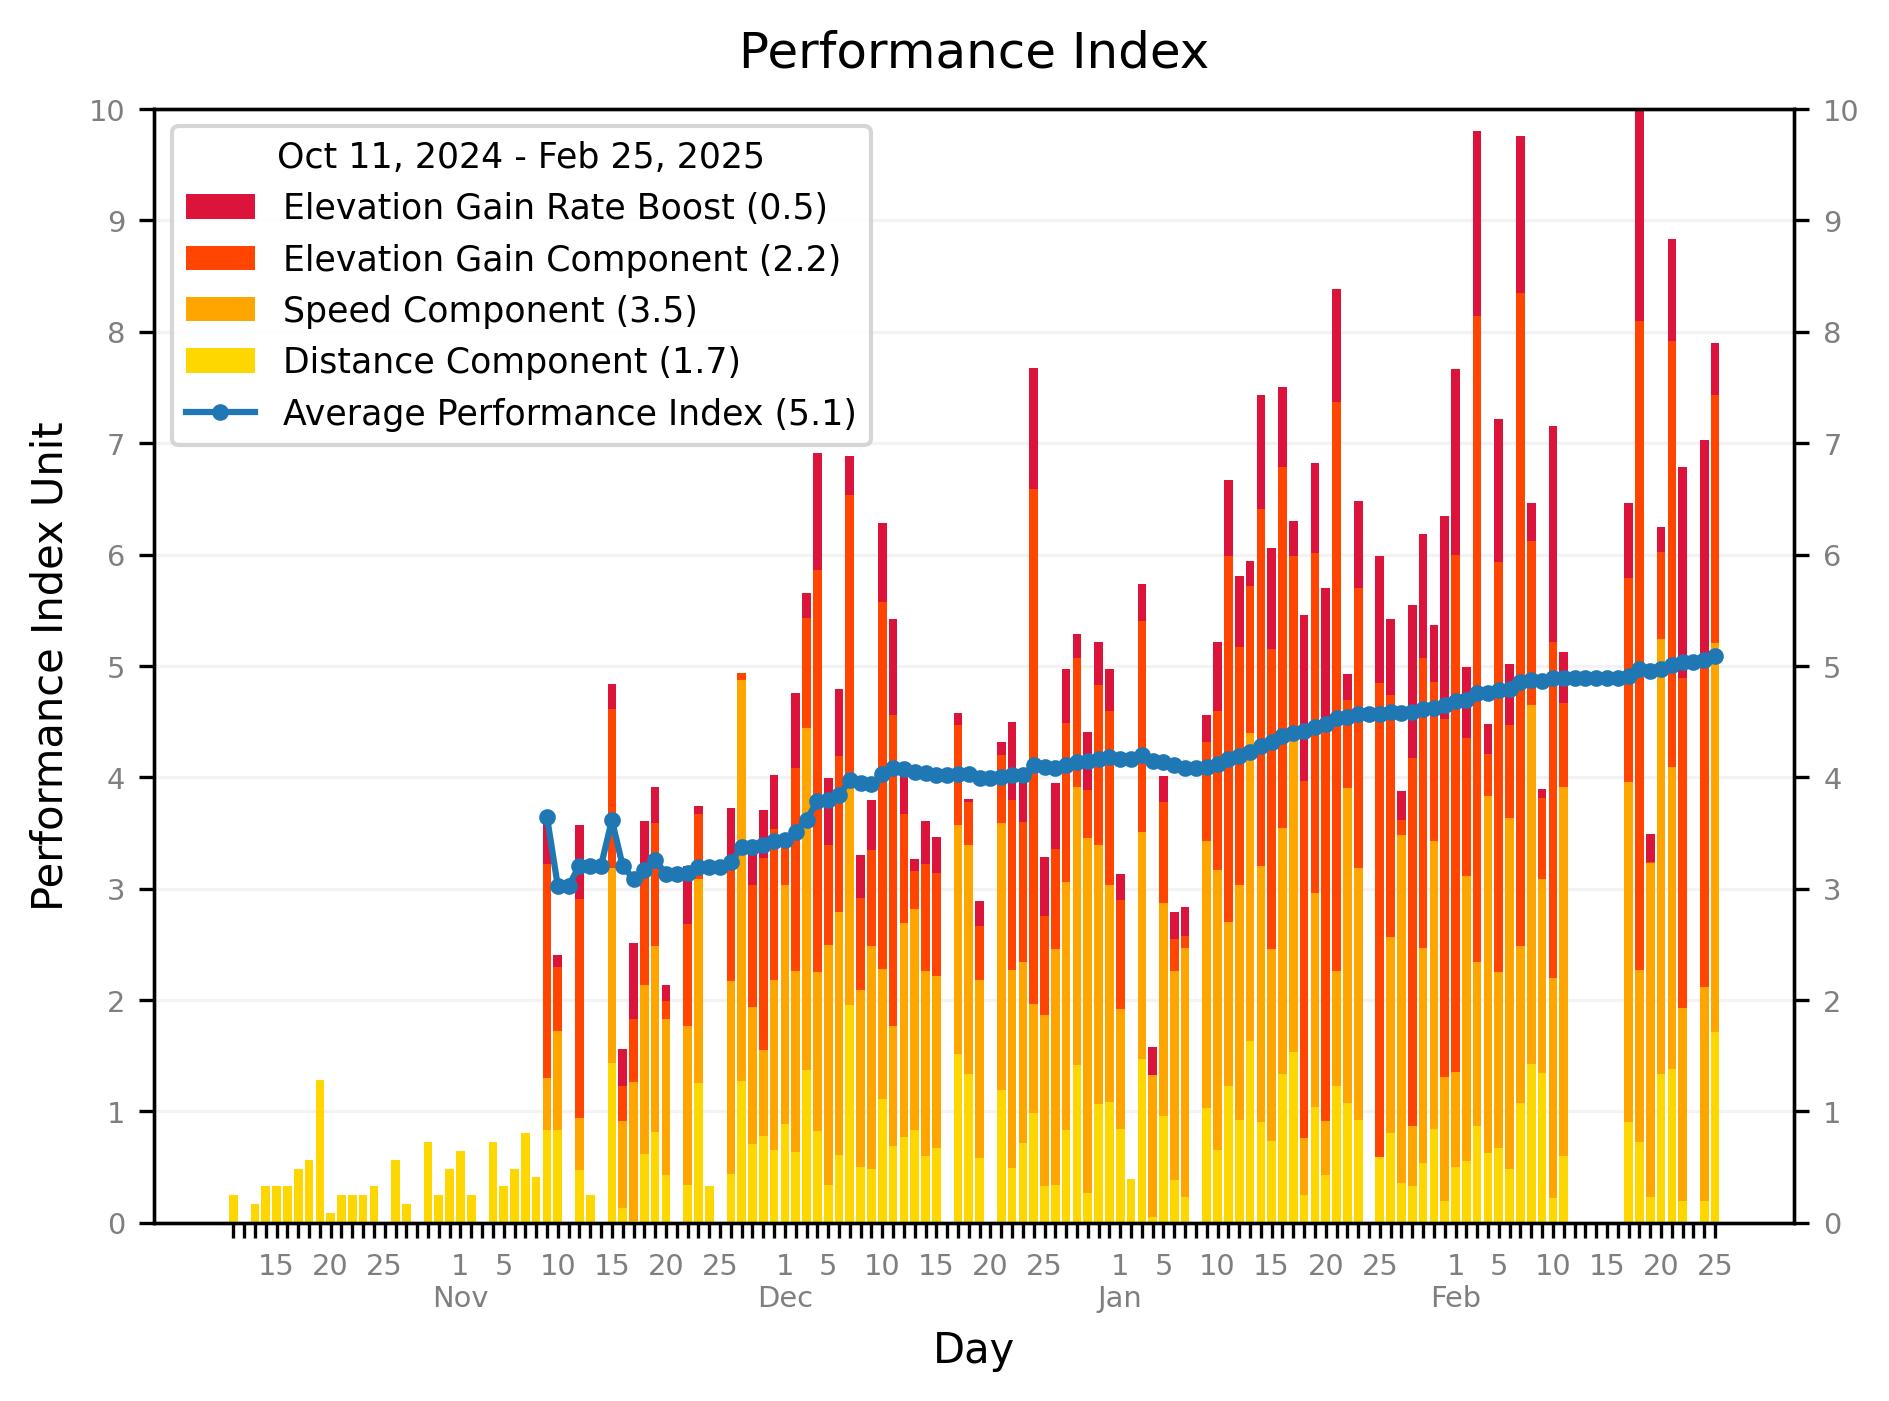 Performance Index
Oct 11, 2024 - Feb 25, 2025
Elevation Gain Rate Boost (0.5)
Elevation Gain Component (2.2)
Speed Component (3.5)
Distance Component (1.7)
Average Performance Index (5.1)
Performance Index Unit
10
9
8
7
6
5
4
3
2
1
0
10
9
8
7
6
5
4
3
2
1
0
15 20 25 1 5 10 15 20 25 1 5 10 15 20 25 1 5 10 15 20 25 1 5 10 15 20 25
Nov Dec Jan Feb
Day